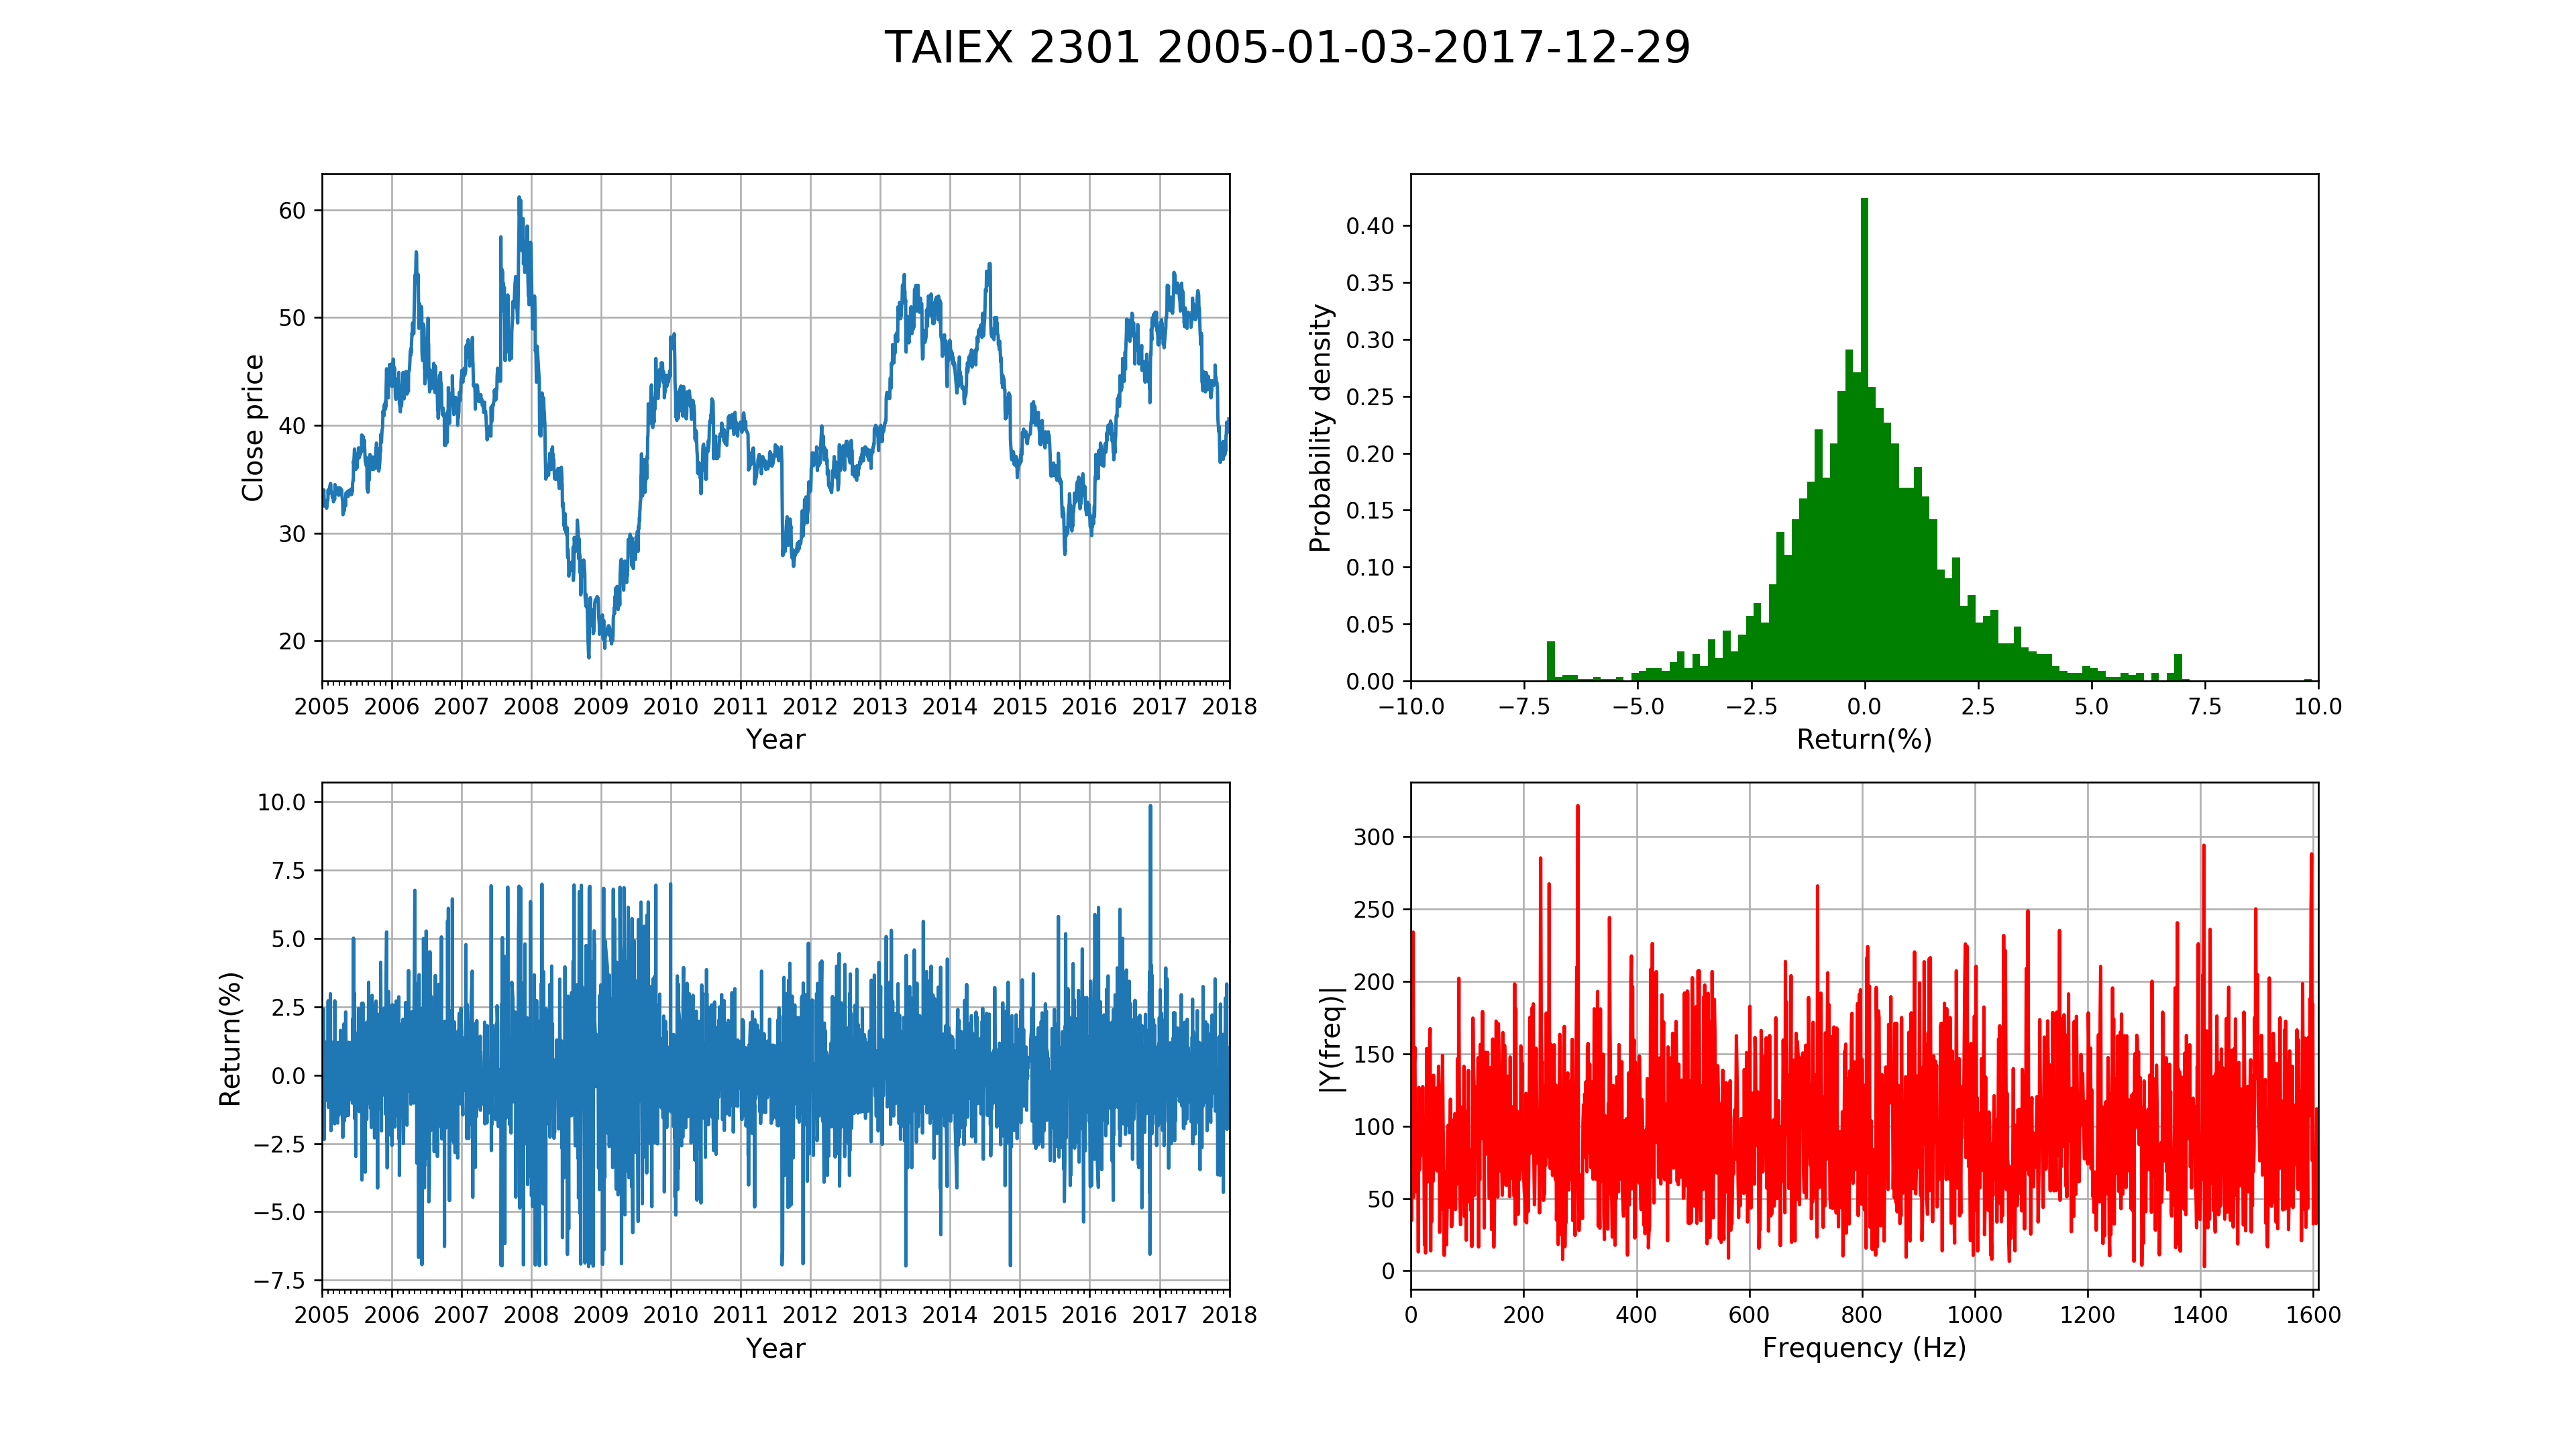 TAIEX 2301 2005-01-03-2017-12-29
Close price
60
50
40
30
20
2005 2006 2007 2008 2009 2010 2011 2012 2013 2014 2015 2016 2017 2018
Year
Probability density
0.40
0.35
0.30
0.25
0.20
0.15
0.10
0.05
0.00
−10.0 −7.5 −5.0 −2.5 0.0 2.5 5.0 7.5 10.0
Return(%)
Return(%)
10.0
7.5
5.0
2.5
0.0
−2.5
−5.0
−7.5
2005 2006 2007 2008 2009 2010 2011 2012 2013 2014 2015 2016 2017 2018
Year
|Y(freq)|
300
250
200
150
100
50
0
0 200 400 600 800 1000 1200 1400 1600
Frequency (Hz)